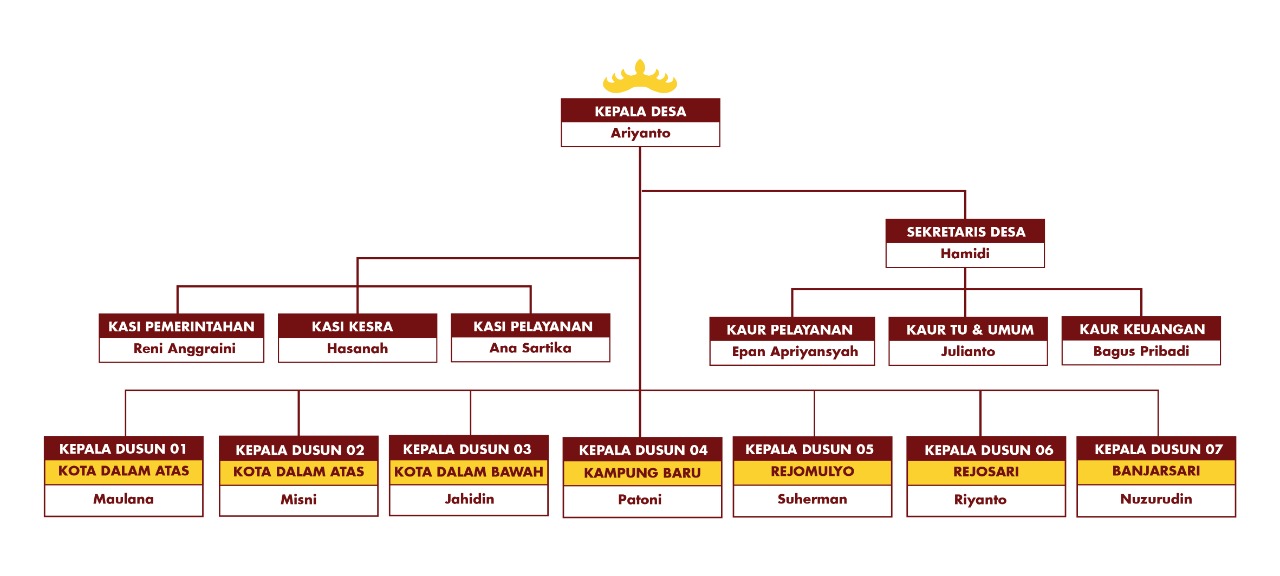 KEPALA DESA
Ariyanto
SEKRETARIS DESA
Hamidi
KASI PEMERINTAHAN
Reni Anggraini
KASI KESRA
Hasanah
KASI PELAYANAN
Ana Sartika
KAUR PELAYANAN
Epan Apriyansyah
KAUR TU & UMUM
Julianto
KAUR KEUANGAN
Bagus Pribadi
KEPALA DUSUN 01
KOTA DALAM ATAS
Maulana
KEPALA DUSUN 02
KOTA DALAM ATAS
Misni
KEPALA DUSUN 03
KOTA DALAM BAWAH
Jahidin
KEPALA DUSUN 04
KAMPUNG BARU
Patoni
KEPALA DUSUN 05
REJOMULYO
Suherman
KEPALA DUSUN 06
REJOSARI
Riyanto
KEPALA DUSUN 07
BANJARSARI
Nuzurudin